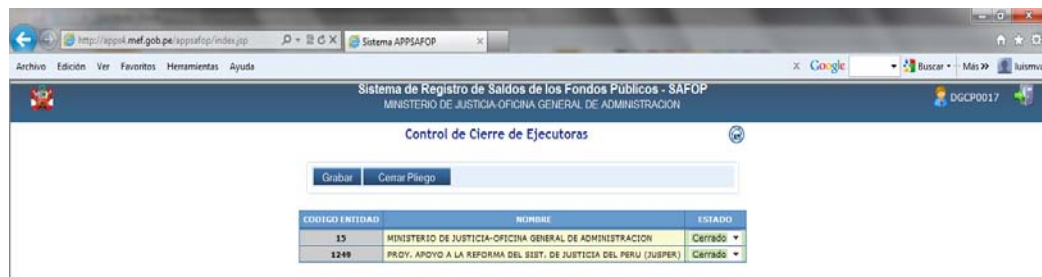 http://apps4.mef.gob.pe/appsafop/index.jsp
Sistema APPSAFOP
Archivo Edición Ver Favoritos Herramientas Ayuda
x Google
Buscar
Más »
luismva
Sistema de Registro de Saldos de los Fondos Públicos - SAFOP
MINISTERIO DE JUSTICIA-OFICINA GENERAL DE ADMINISTRACION
DGCP0017
Control de Cierre de Ejecutoras
Grabar Cerrar Pliego
CODIGO ENTIDAD NOMBRE ESTADO
15 MINISTERIO DE JUSTICIA-OFICINA GENERAL DE ADMINISTRACION Cerrado
1249 PROY. APOYO A LA REFORMA DEL SIST. DE JUSTICIA DEL PERU (JUSPER) Cerrado